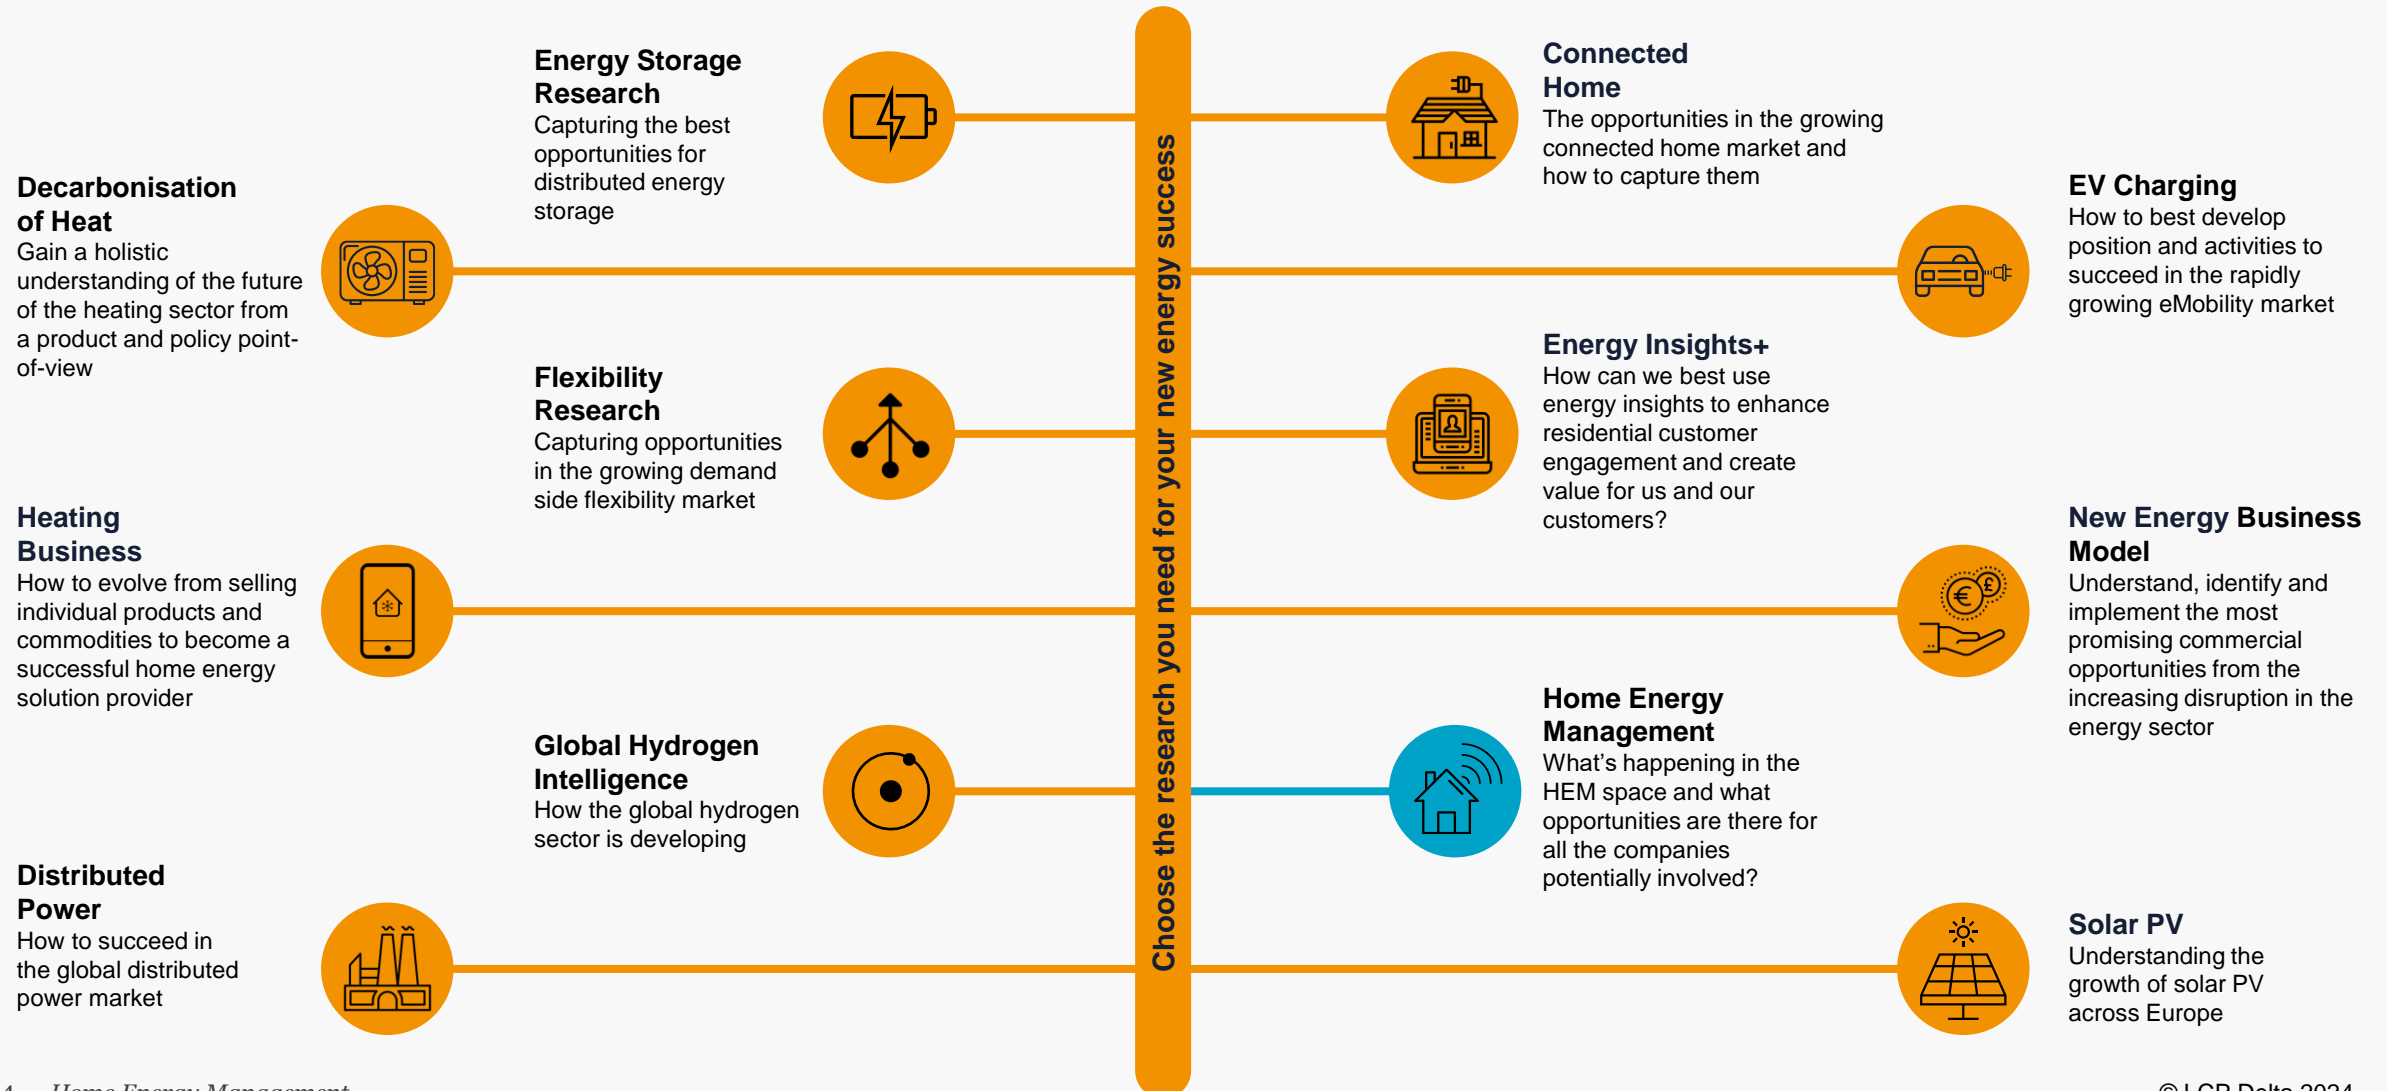 Energy Storage
Research
Capturing the best
opportunities for
distributed energy
storage
Connected
Home
The opportunities in the growing
connected home market and
how to capture them
Decarbonisation
of Heat
Gain a holistic
understanding of the future
of the heating sector from
a product and policy point-
of-view
EV Charging
How to best develop
position and activities to
succeed in the rapidly
growing eMobility market
Choose the research you need for your new energy success
Flexibility
Research
Capturing opportunities
in the growing demand
side flexibility market
Energy Insights+
How can we best use
energy insights to enhance
residential customer
engagement and create
value for us and our
customers?
Heating
Business
How to evolve from selling
individual products and
commodities to become a
successful home energy
solution provider
New Energy Business
Model
Understand, identify and
implement the most
promising commercial
opportunities from the
increasing disruption in the
energy sector
€ £
Global Hydrogen
Intelligence
How the global hydrogen
sector is developing
Home Energy
Management
What's happening in the
HEM space and what
opportunities are there for
all the companies
potentially involved?
Distributed
Power
How to succeed in
the global distributed
power market
Solar PV
Understanding the
growth of solar PV
across Europe
Home Energy Management
© LCP Delta 2024